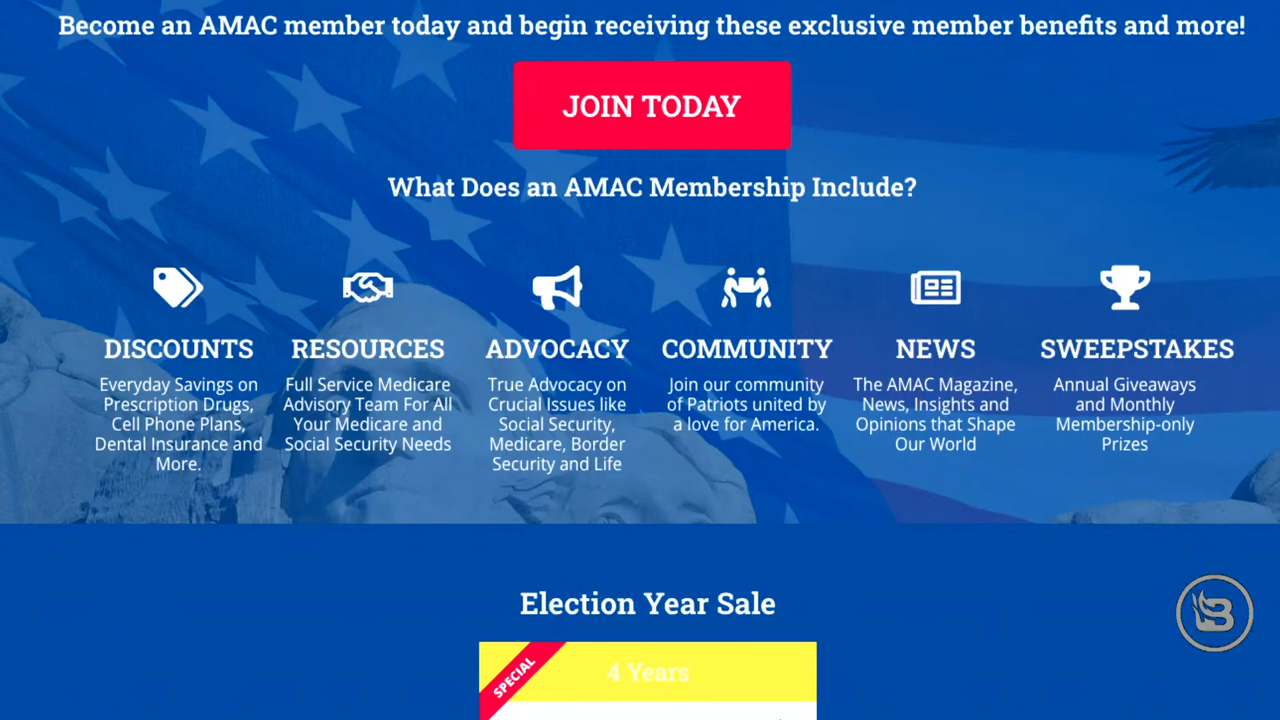 Become an AMAC member today and begin receiving these exclusive member benefits and more!
JOIN TODAY
What Does an AMAC Membership Include?
DISCOUNTS
Everyday Savings on
Prescription Drugs,
Cell Phone Plans,
Dental Insurance and
More.
RESOURCES
Full Service Medicare
Advisory Team For All
Your Medicare and
Social Security Needs
ADVOCACY
True Advocacy on
Crucial Issues like
Social Security,
Medicare, Border
Security and Life
COMMUNITY
Join our community
of Patriots united by
a love for America.
NEWS
The AMAC Magazine,
News, Insights and
Opinions that Shape
Our World
SWEEPSTAKES
Annual Giveaways
and Monthly
Membership-only
Prizes
Election Year Sale
SPECIAL
4 Years
B